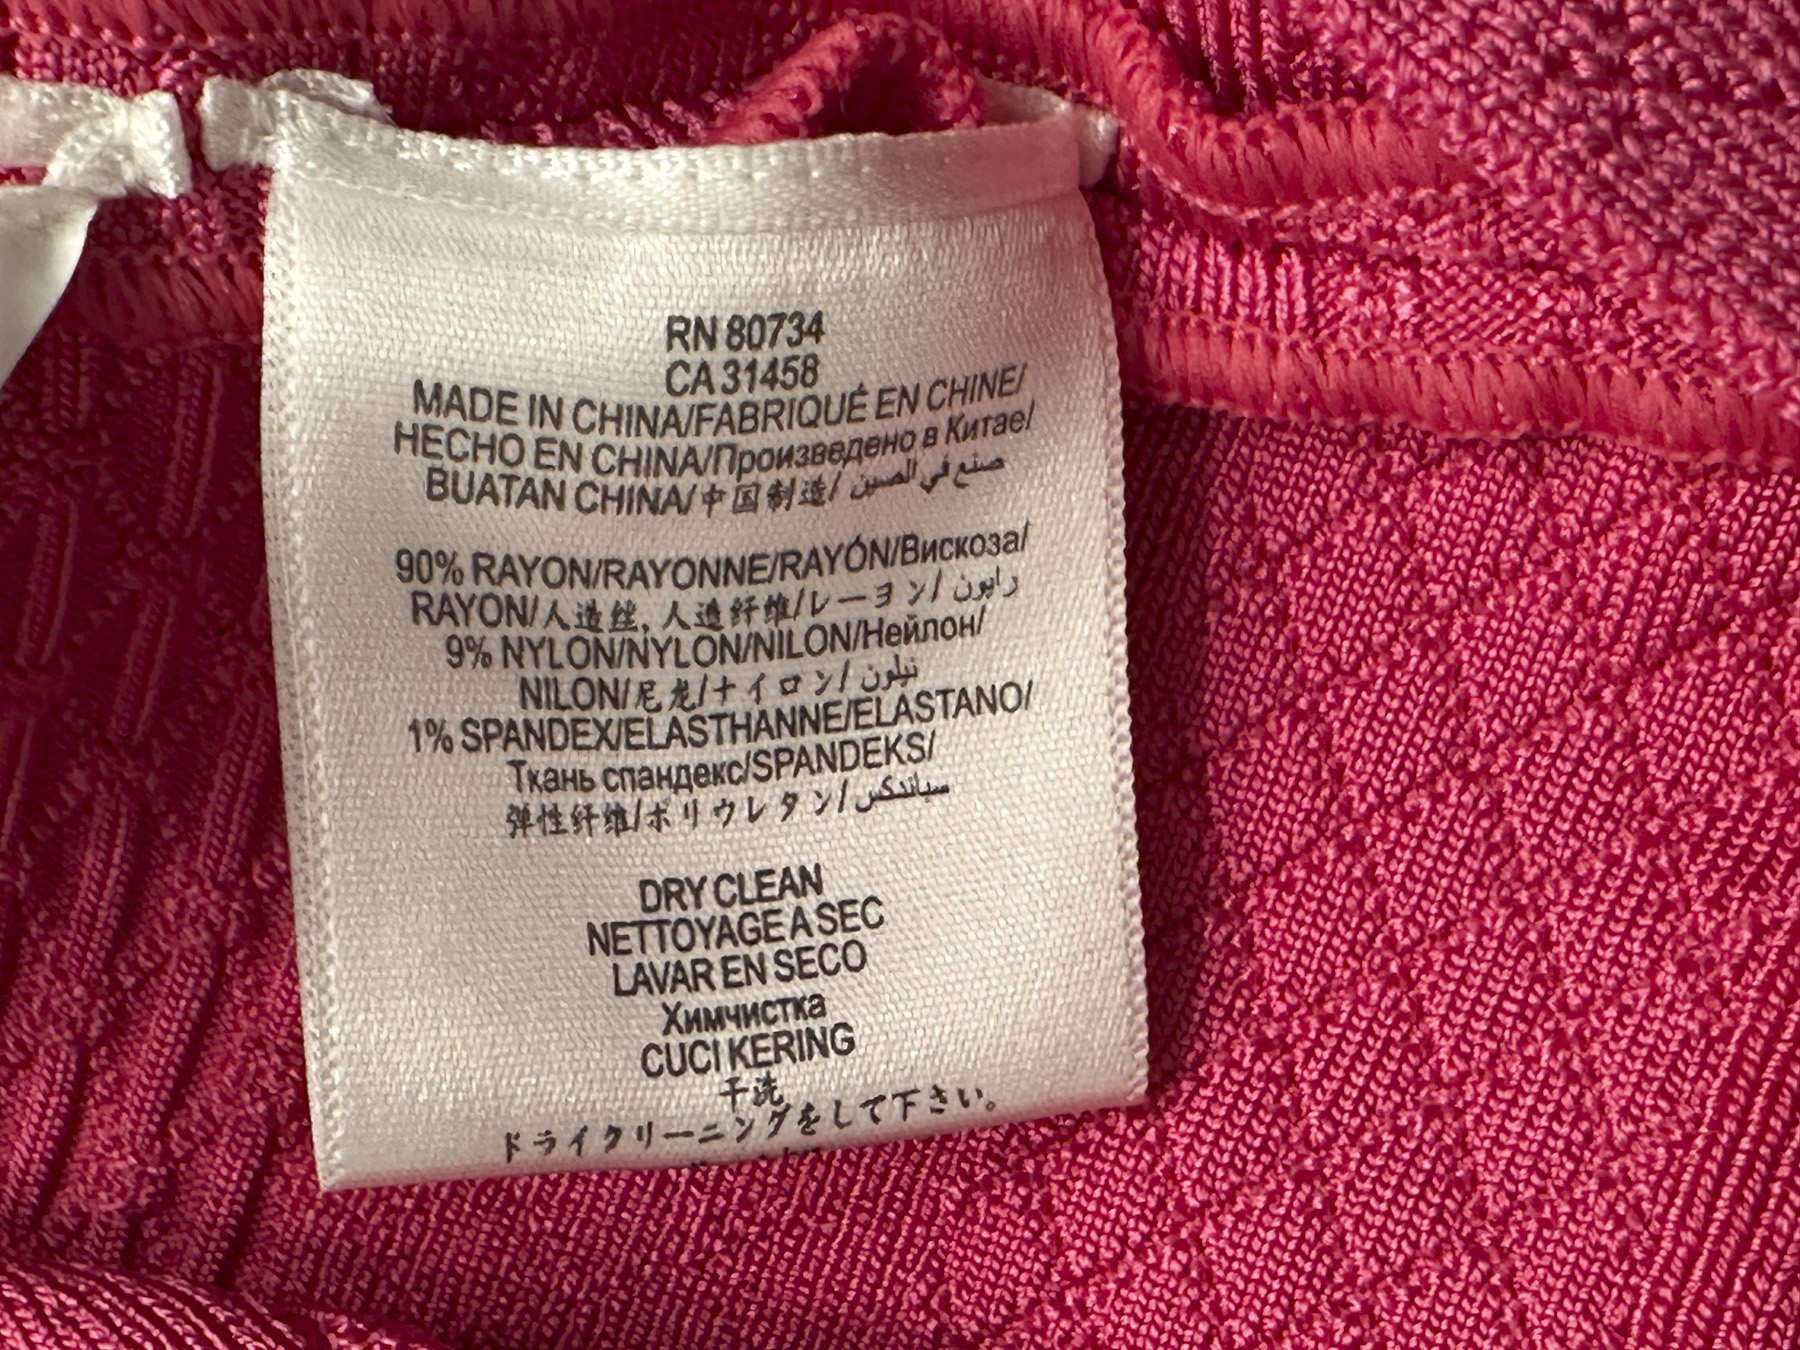 RN 80734
CA 31458
MADE IN CHINA/FABRIQUÉ EN CHINE/
HECHO EN CHINA/Произведено в Китае/
BUATAN CHINA/中国制造/ صنع في الصين
90% RAYON/RAYONNE/RAYÓN/Вискоза/
RAYON/人造丝, 人造纤维/レーヨン/ رايون
9% NYLON/NYLON/NILON/Нейлон/
NILON/尼龙/ナイロン/ نيلون
1% SPANDEX/ELASTHANNE/ELASTANO/
Ткань спандекс/SPANDEKS/
弹性纤维/ポリウレタン/ سباندكس
DRY CLEAN
NETTOYAGE A SEC
LAVAR EN SECO
Химчистка
CUCI KERING
干洗
ドライクリーニングをして下さい。